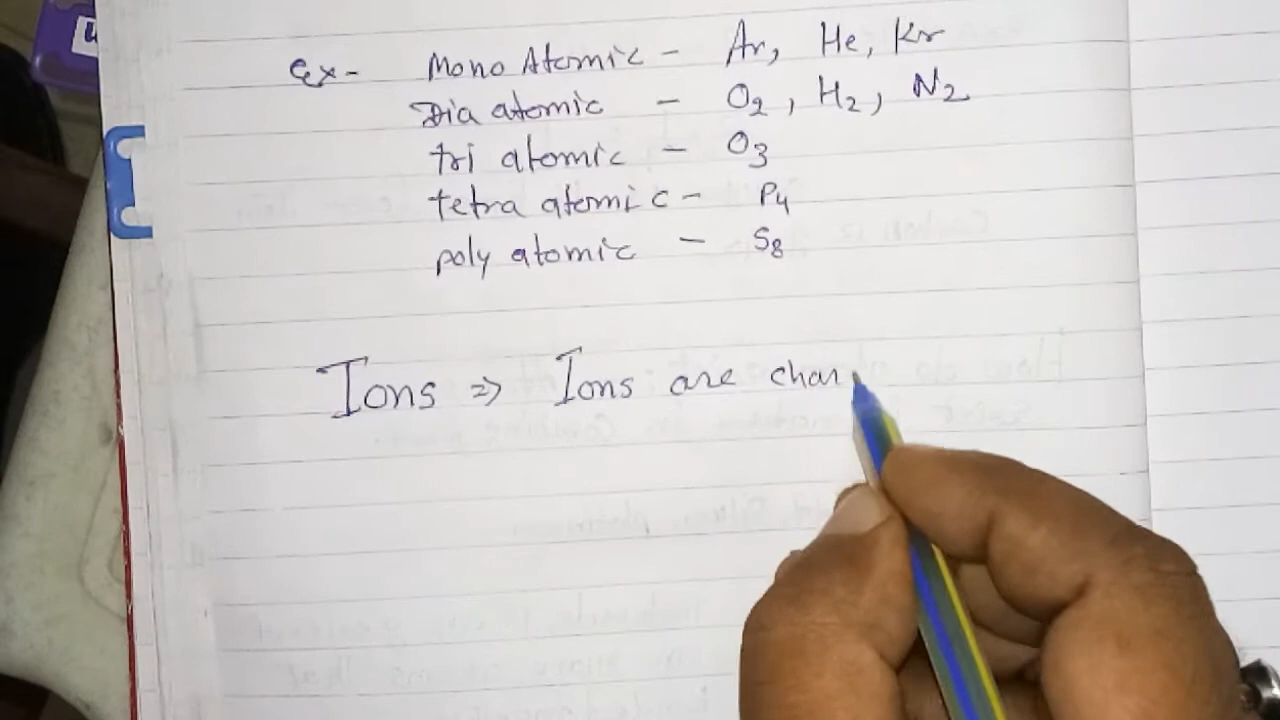 Ex- Mono Atomic - Ar, He, Kr
Dia atomic - O2, H2, N2
tri atomic - O3
tetra atomic - P4
poly atomic - S8
Ions ⇒ Ions are char